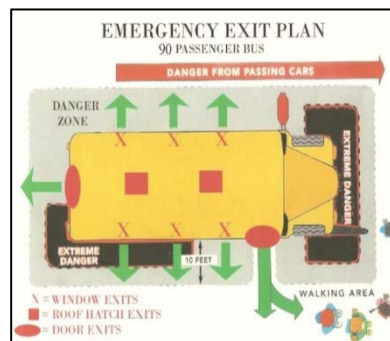 EMERGENCY EXIT PLAN
90 PASSENGER BUS
DANGER FROM PASSING CARS
DANGER
ZONE
X X X
EXTREME DANGER
X X X
EXTREME
DANGER
10 FEET
WALKING AREA
X = WINDOW EXITS
= ROOF HATCH EXITS
= DOOR EXITS